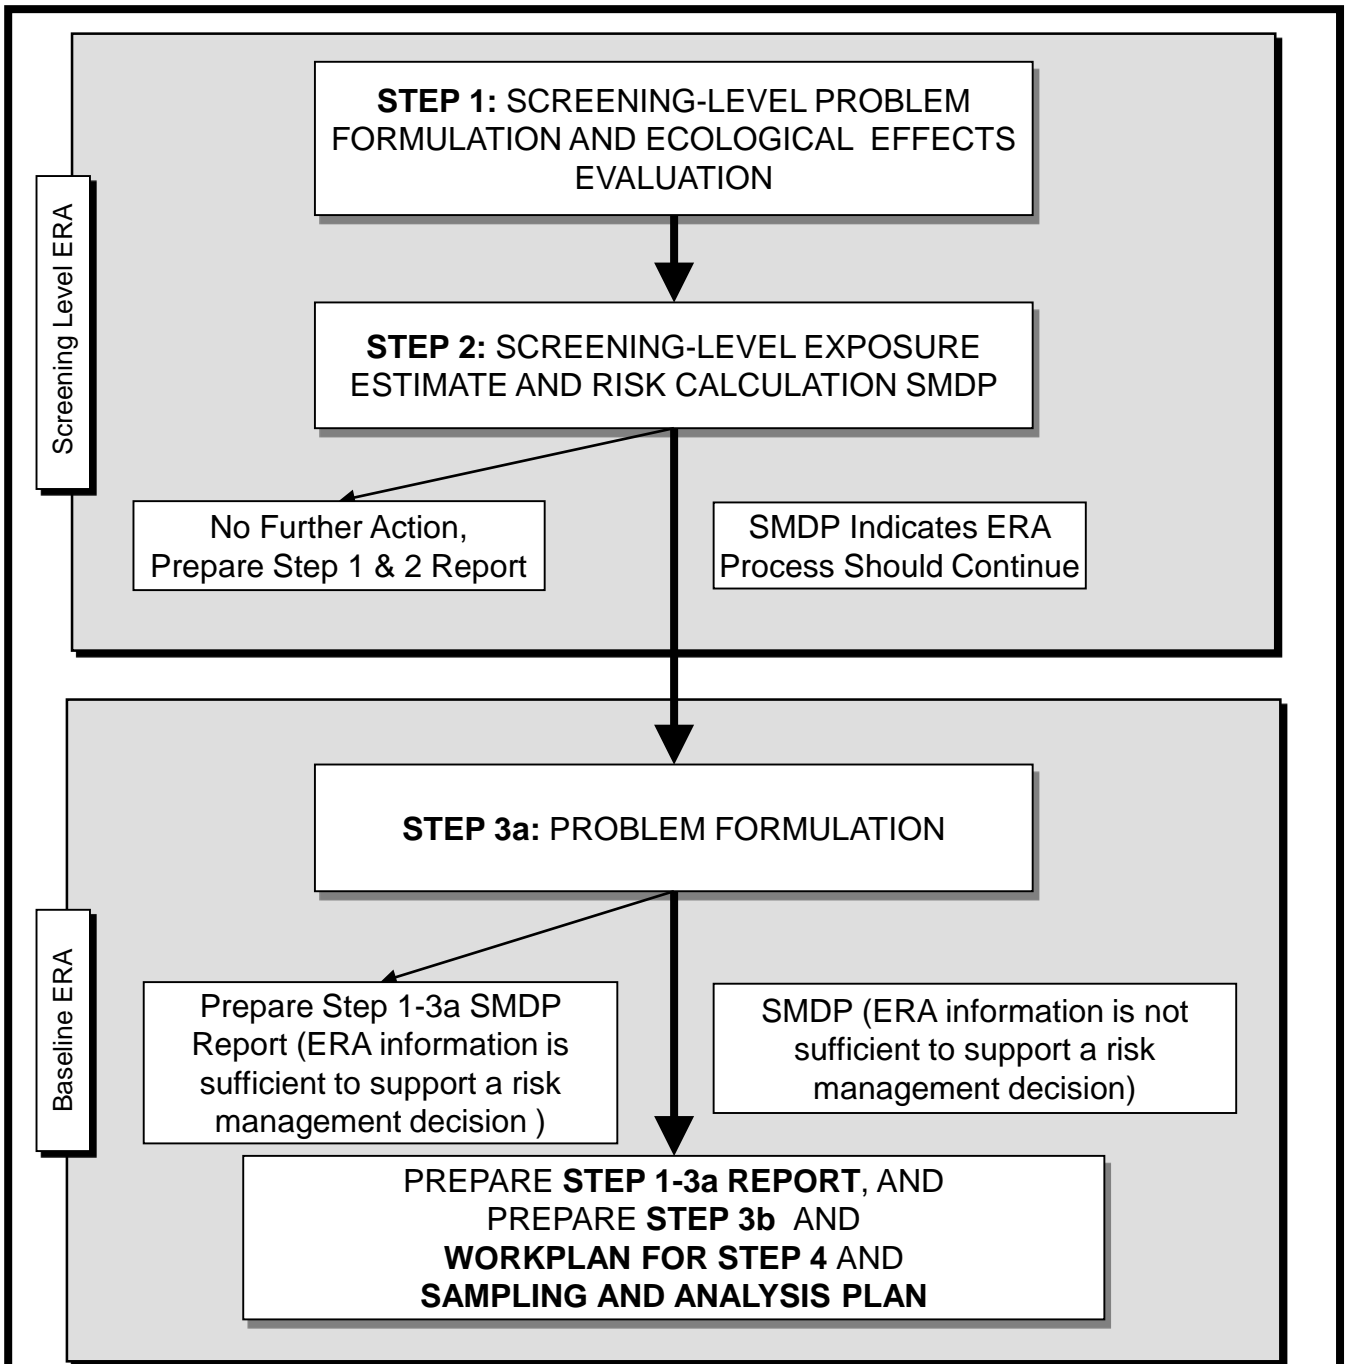 STEP 1: SCREENING-LEVEL PROBLEM
FORMULATION AND ECOLOGICAL EFFECTS
EVALUATION
Screening Level ERA
STEP 2: SCREENING-LEVEL EXPOSURE
ESTIMATE AND RISK CALCULATION SMDP
No Further Action,
Prepare Step 1 & 2 Report
SMDP Indicates ERA
Process Should Continue
STEP 3a: PROBLEM FORMULATION
Baseline ERA
Prepare Step 1-3a SMDP
Report (ERA information is
sufficient to support a risk
management decision )
SMDP (ERA information is not
sufficient to support a risk
management decision)
PREPARE STEP 1-3a REPORT, AND
PREPARE STEP 3b AND
WORKPLAN FOR STEP 4 AND
SAMPLING AND ANALYSIS PLAN